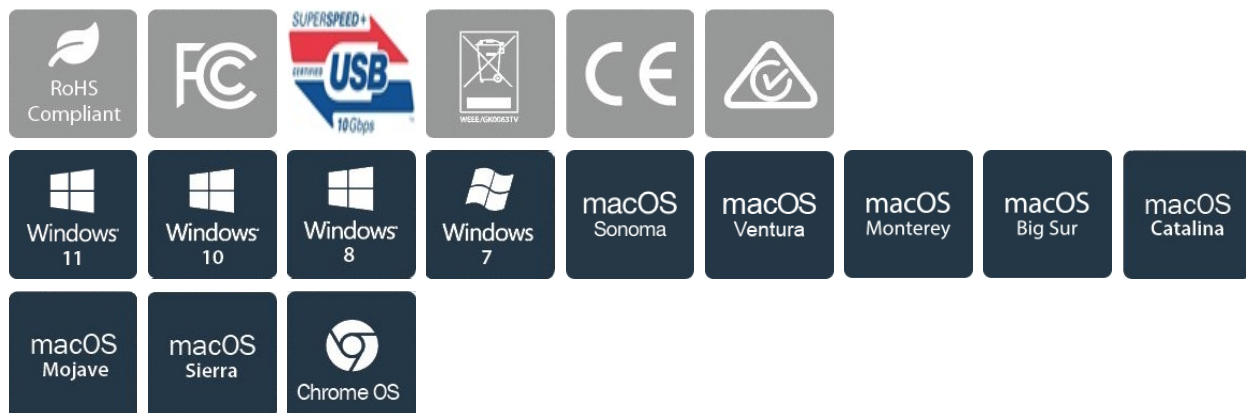 RoHS
Compliant
FC
SUPERSPEED+
CERTIFIED
USB
10Gbps
WEEE/GK0083TV
CE
Windows
11
Windows
10
Windows
8
Windows
7
macOS
Sonoma
macOS
Ventura
macOS
Monterey
macOS
Big Sur
macOS
Catalina
macOS
Mojave
macOS
Sierra
Chrome OS